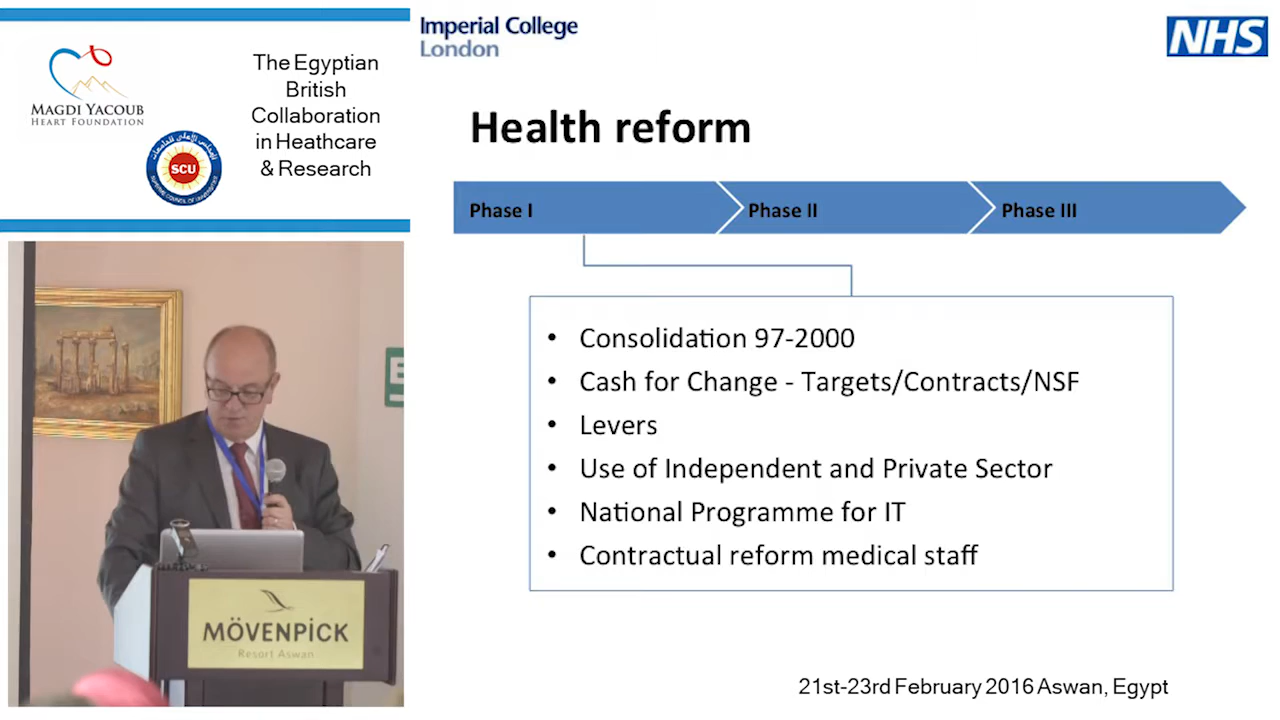 MAGDI YACOUB
HEART FOUNDATION
SCU
The Egyptian
British
Collaboration
in Heathcare
& Research
Imperial College
London
NHS
Health reform
Phase I
Phase II
Phase III
• Consolidation 97-2000
• Cash for Change - Targets/Contracts/NSF
• Levers
• Use of Independent and Private Sector
• National Programme for IT
• Contractual reform medical staff
MÖVENPICK
Resort Aswan
21st-23rd February 2016 Aswan, Egypt